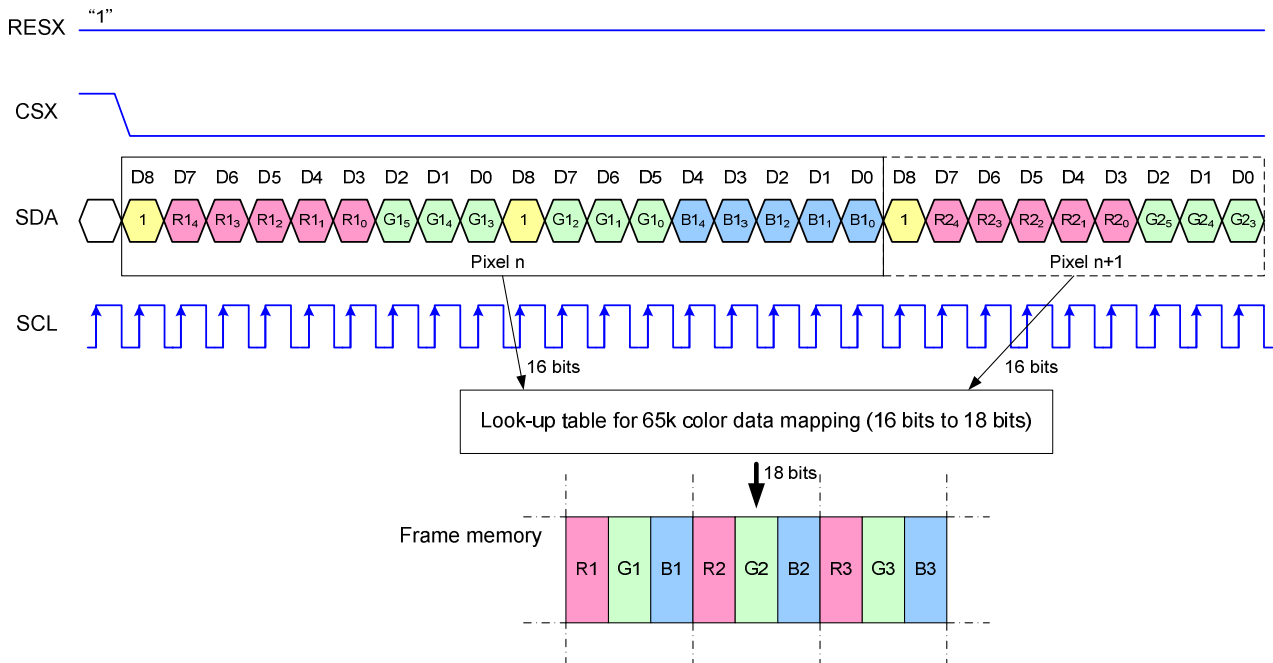 RESX “1”
CSX
D8 D7 D6 D5 D4 D3 D2 D1 D0 D8 D7 D6 D5 D4 D3 D2 D1 D0 D8 D7 D6 D5 D4 D3 D2 D1 D0
SDA 1 R1₄ R1₃ R1₂ R1₁ R1₀ G1₅ G1₄ G1₃ 1 G1₂ G1₁ G1₀ B1₄ B1₃ B1₂ B1₁ B1₀ 1 R2₄ R2₃ R2₂ R2₁ R2₀ G2₅ G2₄ G2₃
Pixel n Pixel n+1
SCL
16 bits 16 bits
Look-up table for 65k color data mapping (16 bits to 18 bits)
18 bits
Frame memory
R1 G1 B1 R2 G2 B2 R3 G3 B3